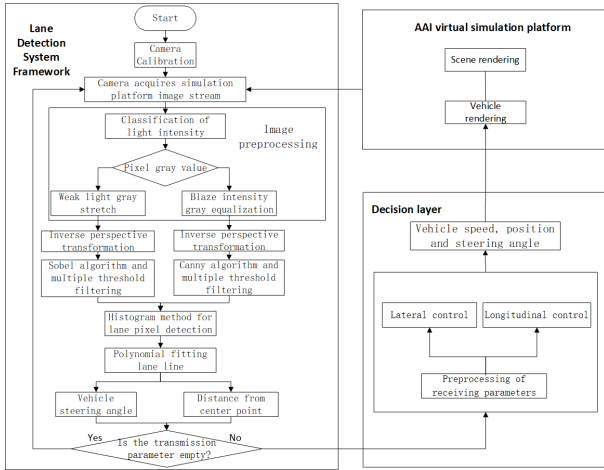 Lane
Detection
System
Framework
Start
Camera
Calibration
Camera acquires simulation
platform image stream
Classification of
light intensity
Image
preprocessing
Pixel gray value
Weak light gray
stretch
Blaze intensity
gray equalization
Inverse perspective
transformation
Inverse perspective
transformation
Sobel algorithm and
multiple threshold
filtering
Canny algorithm and
multiple threshold
filtering
Histogram method for
lane pixel detection
Polynomial fitting
lane line
Vehicle
steering angle
Distance from
center point
Yes
No
Is the transmission
parameter empty?
AAI virtual simulation platform
Scene rendering
Vehicle
rendering
Decision layer
Vehicle speed, position
and steering angle
Lateral control
Longitudinal control
Preprocessing of
receiving parameters